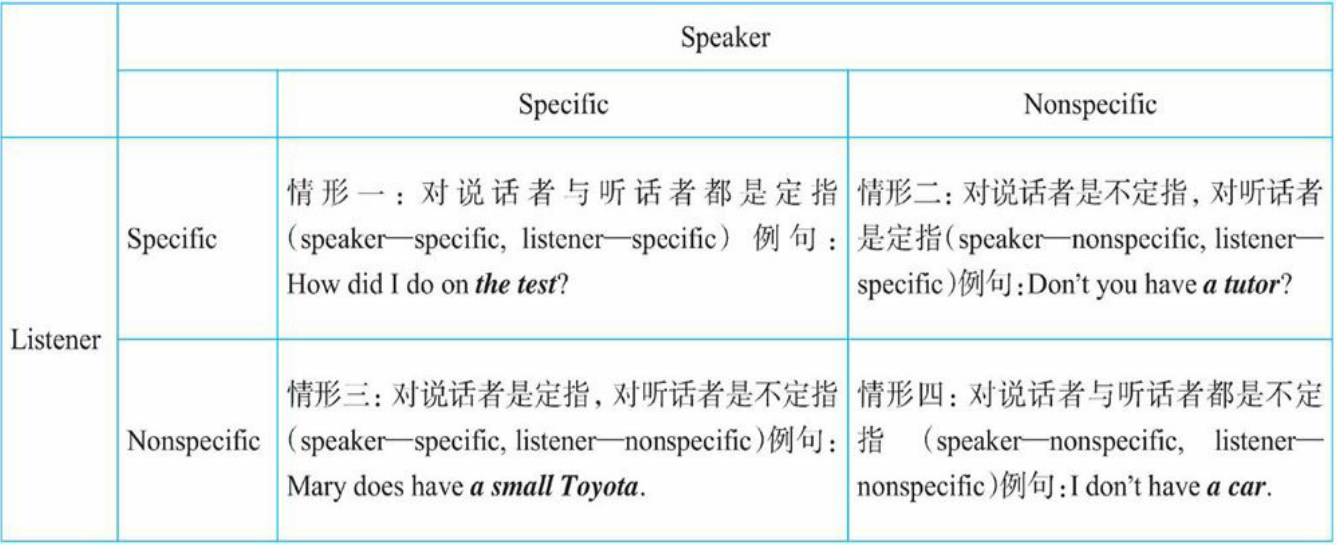 Speaker
Specific
Nonspecific
Listener
Specific
情形一：对说话者与听话者都是定指
（speaker—specific, listener—specific）例句：
How did I do on the test?
情形二：对说话者是不定指，对听话者
是定指(speaker—nonspecific, listener—
specific)例句：Don't you have a tutor?
Nonspecific
情形三：对说话者是定指，对听话者是不定指
（speaker—specific, listener—nonspecific)例句：
Mary does have a small Toyota.
情形四：对说话者与听话者都是不定
指（speaker—nonspecific, listener—
nonspecific)例句：I don't have a car.